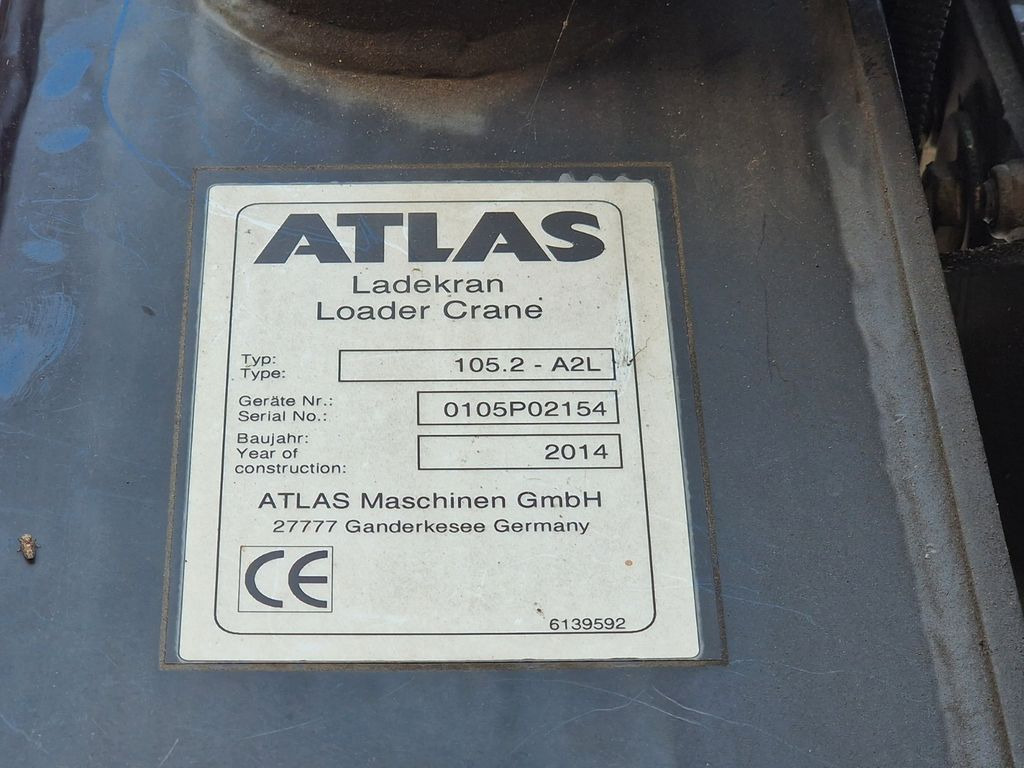 ATLAS
Ladekran
Loader Crane
Typ:
Type: 105.2 - A2L
Geräte Nr.:
Serial No.: 0105P02154
Baujahr:
Year of
construction: 2014
ATLAS Maschinen GmbH
27777 Ganderkesee Germany
CE
6139592